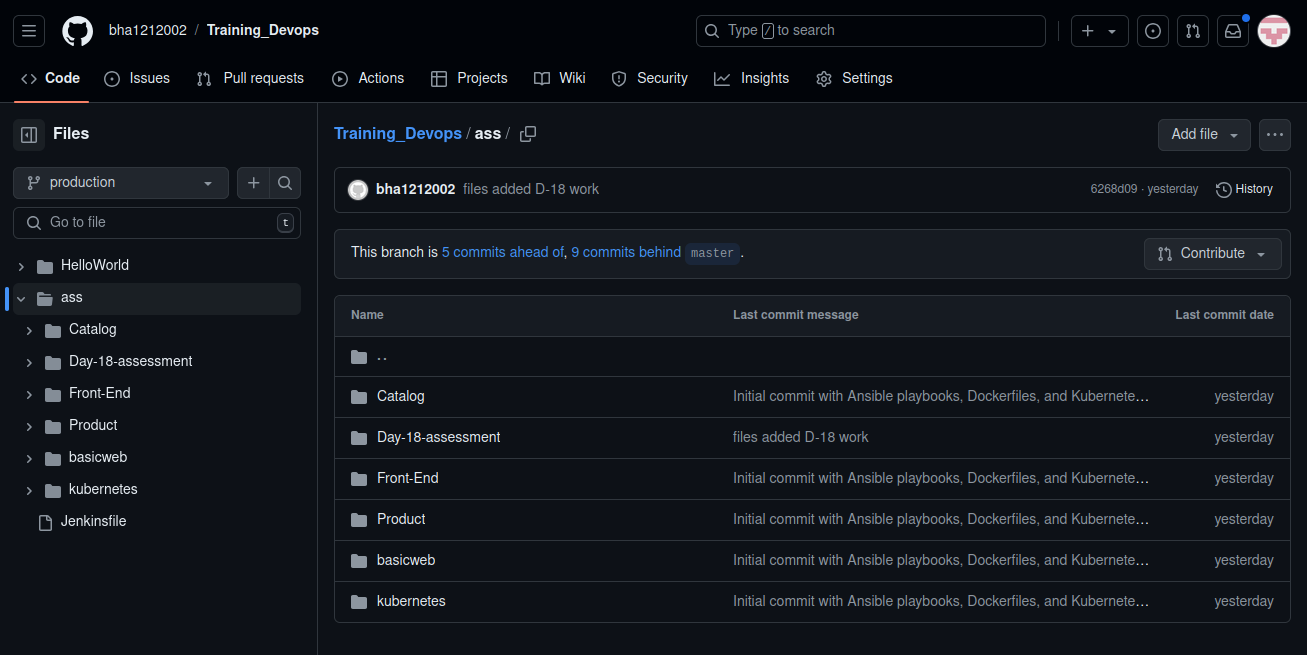 bha1212002 / Training_Devops
Type / to search
Code Issues Pull requests Actions Projects Wiki Security Insights Settings
Files
production
Go to file t
HelloWorld
ass
Catalog
Day-18-assessment
Front-End
Product
basicweb
kubernetes
Jenkinsfile
Training_Devops / ass /
Add file
bha1212002 files added D-18 work 6268d09 · yesterday History
This branch is 5 commits ahead of, 9 commits behind master .
Contribute
Name Last commit message Last commit date
..
Catalog Initial commit with Ansible playbooks, Dockerfiles, and Kubernete… yesterday
Day-18-assessment files added D-18 work yesterday
Front-End Initial commit with Ansible playbooks, Dockerfiles, and Kubernete… yesterday
Product Initial commit with Ansible playbooks, Dockerfiles, and Kubernete… yesterday
basicweb Initial commit with Ansible playbooks, Dockerfiles, and Kubernete… yesterday
kubernetes Initial commit with Ansible playbooks, Dockerfiles, and Kubernete… yesterday